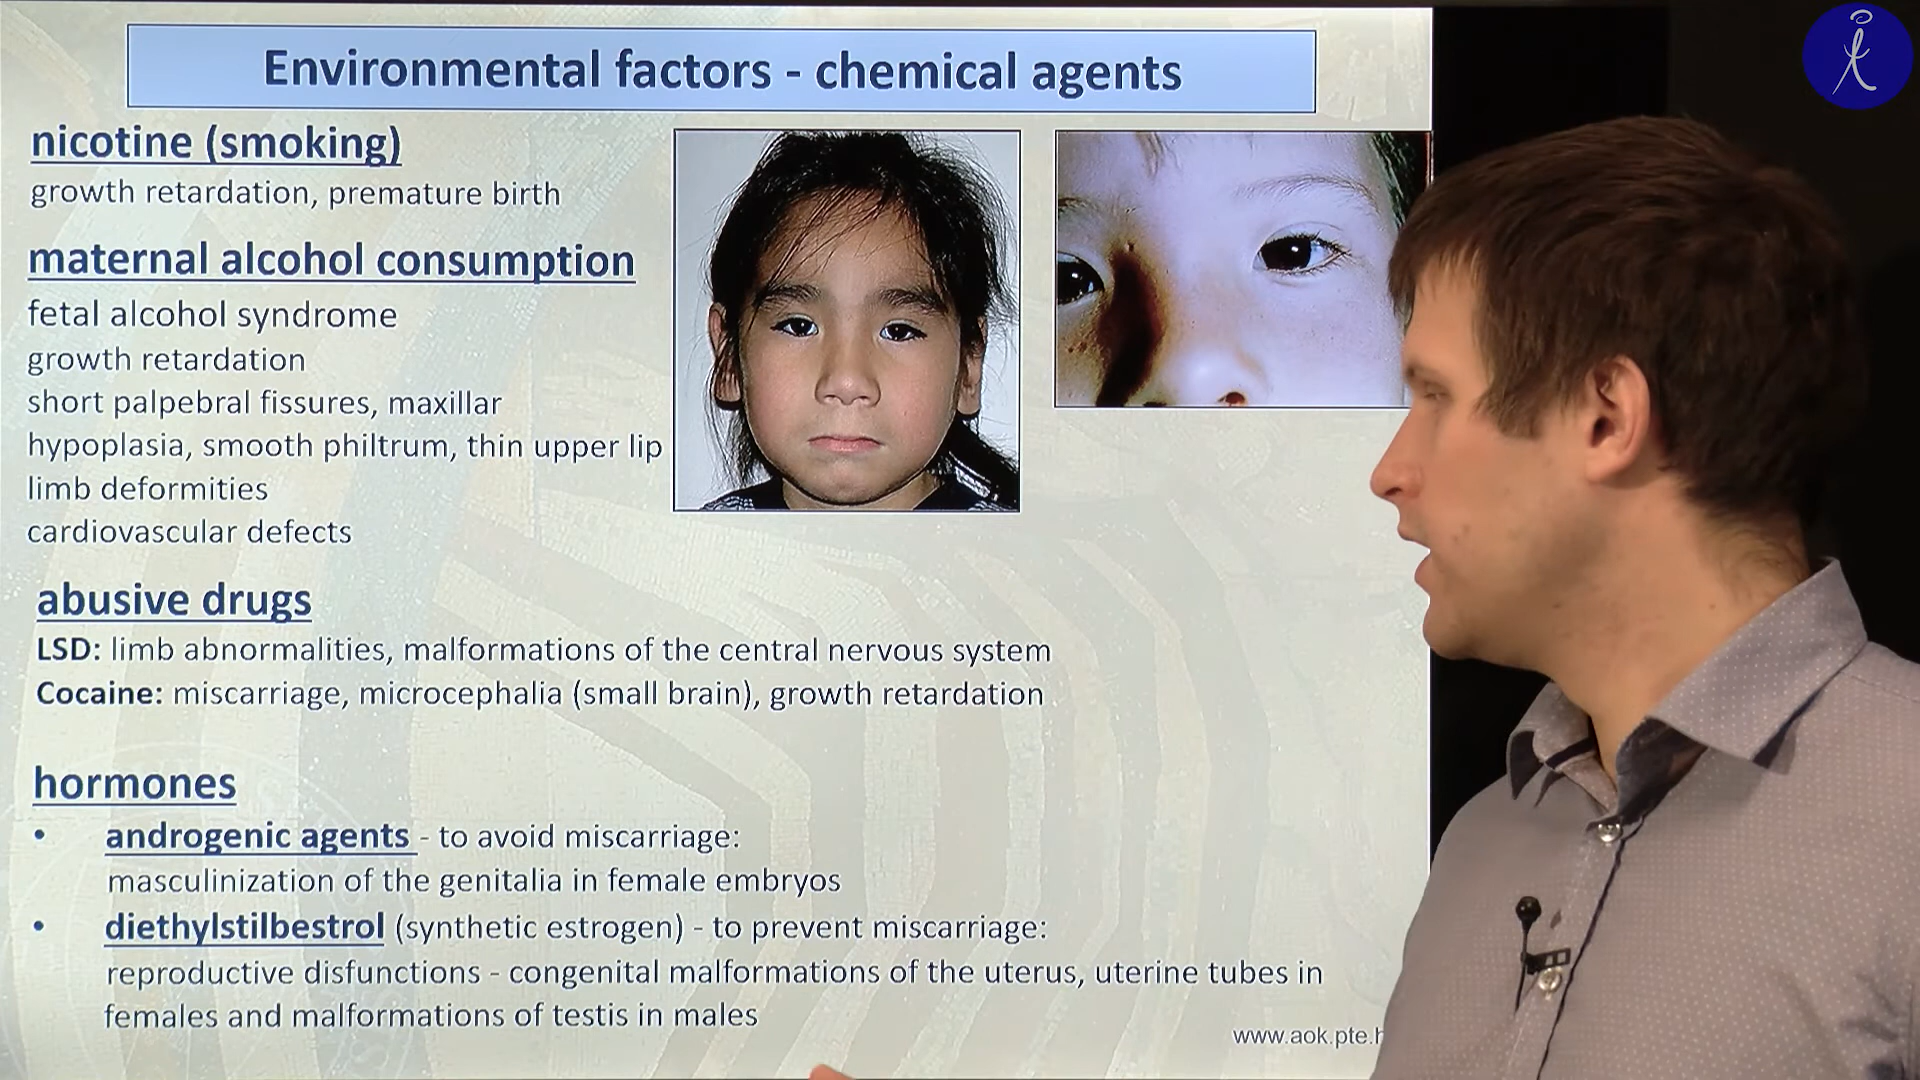 Environmental factors - chemical agents
nicotine (smoking)
growth retardation, premature birth
maternal alcohol consumption
fetal alcohol syndrome
growth retardation
short palpebral fissures, maxillar
hypoplasia, smooth philtrum, thin upper lip
limb deformities
cardiovascular defects
abusive drugs
LSD: limb abnormalities, malformations of the central nervous system
Cocaine: miscarriage, microcephalia (small brain), growth retardation
hormones
• androgenic agents - to avoid miscarriage:
masculinization of the genitalia in female embryos
• diethylstilbestrol (synthetic estrogen) - to prevent miscarriage:
reproductive disfunctions - congenital malformations of the uterus, uterine tubes in
females and malformations of testis in males
www.aok.pte.h